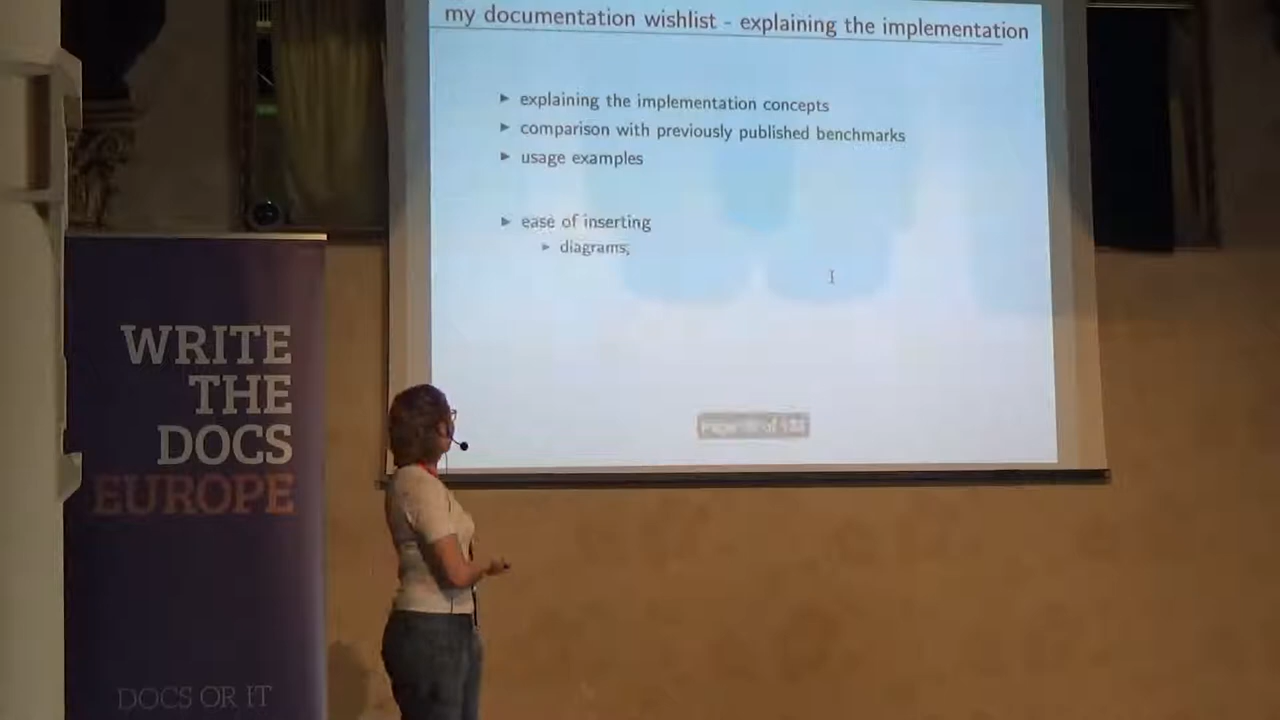 my documentation wishlist - explaining the implementation
explaining the implementation concepts
comparison with previously published benchmarks
usage examples
ease of inserting
diagrams;
WRITE
THE
DOCS
EUROPE
DOCS OR IT